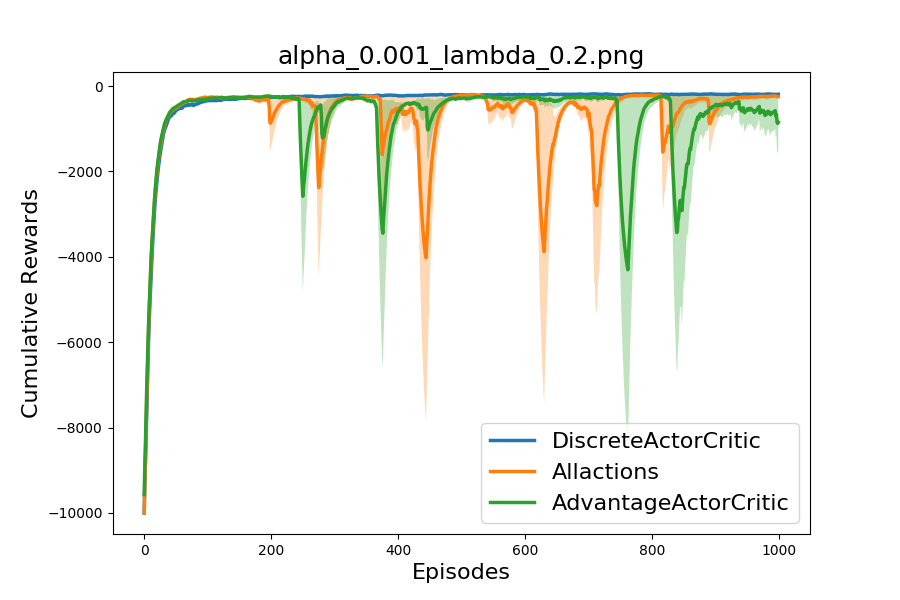 alpha_0.001_lambda_0.2.png
0
−2000
−4000
−6000
−8000
−10000
Cumulative Rewards
DiscreteActorCritic
Allactions
AdvantageActorCritic
0 200 400 600 800 1000
Episodes